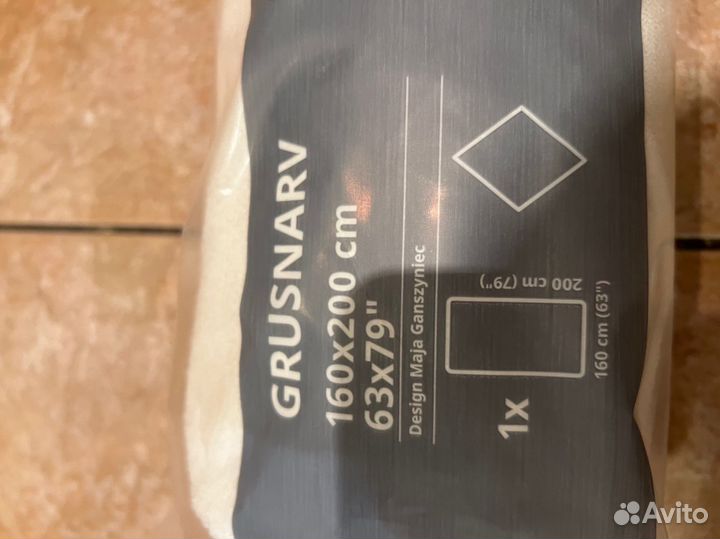 GRUSNARV
160x200 cm
63x79"
Design Maja Ganszyniec
1x
200 cm (79")
160 cm (63")
Avito